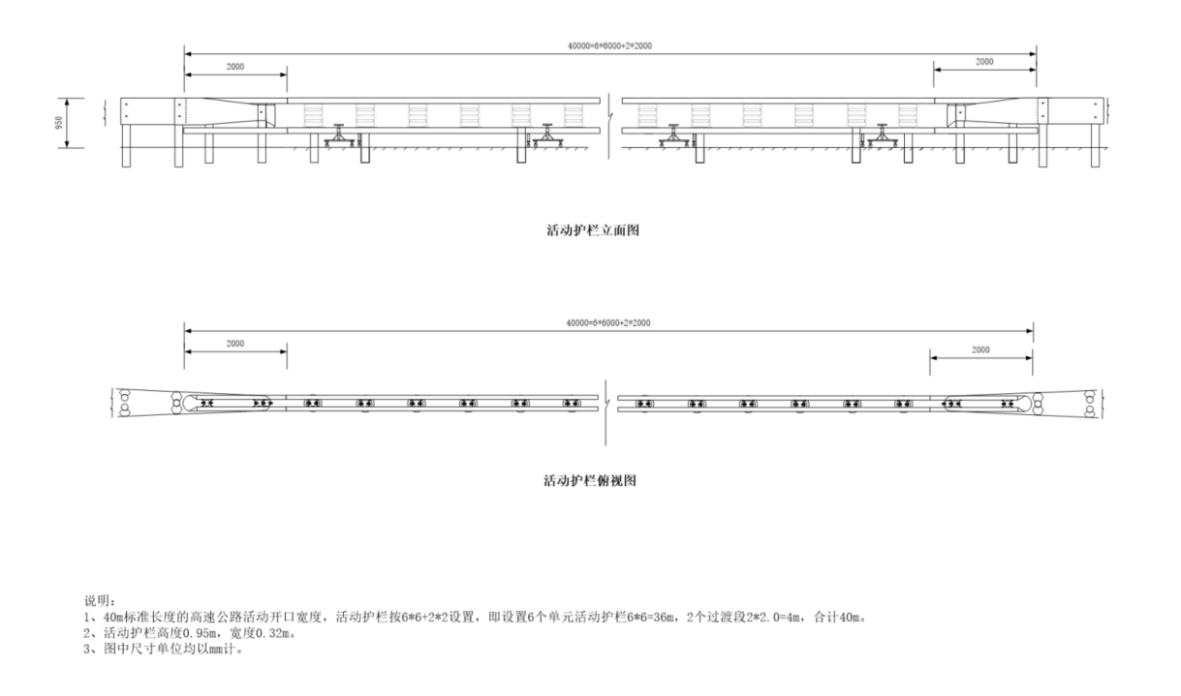 40000=6*6000+2*2000
2000
2000
950
活动护栏立面图
40000=6*6000+2*2000
2000
2000
活动护栏俯视图
说明:
1、40m标准长度的高速公路活动开口宽度，活动护栏按6*6+2*2设置，即设置6个单元活动护栏6*6=36m，2个过渡段2*2.0=4m，合计40m。
2、活动护栏高度0.95m，宽度0.32m。
3、图中尺寸单位均以mm计。